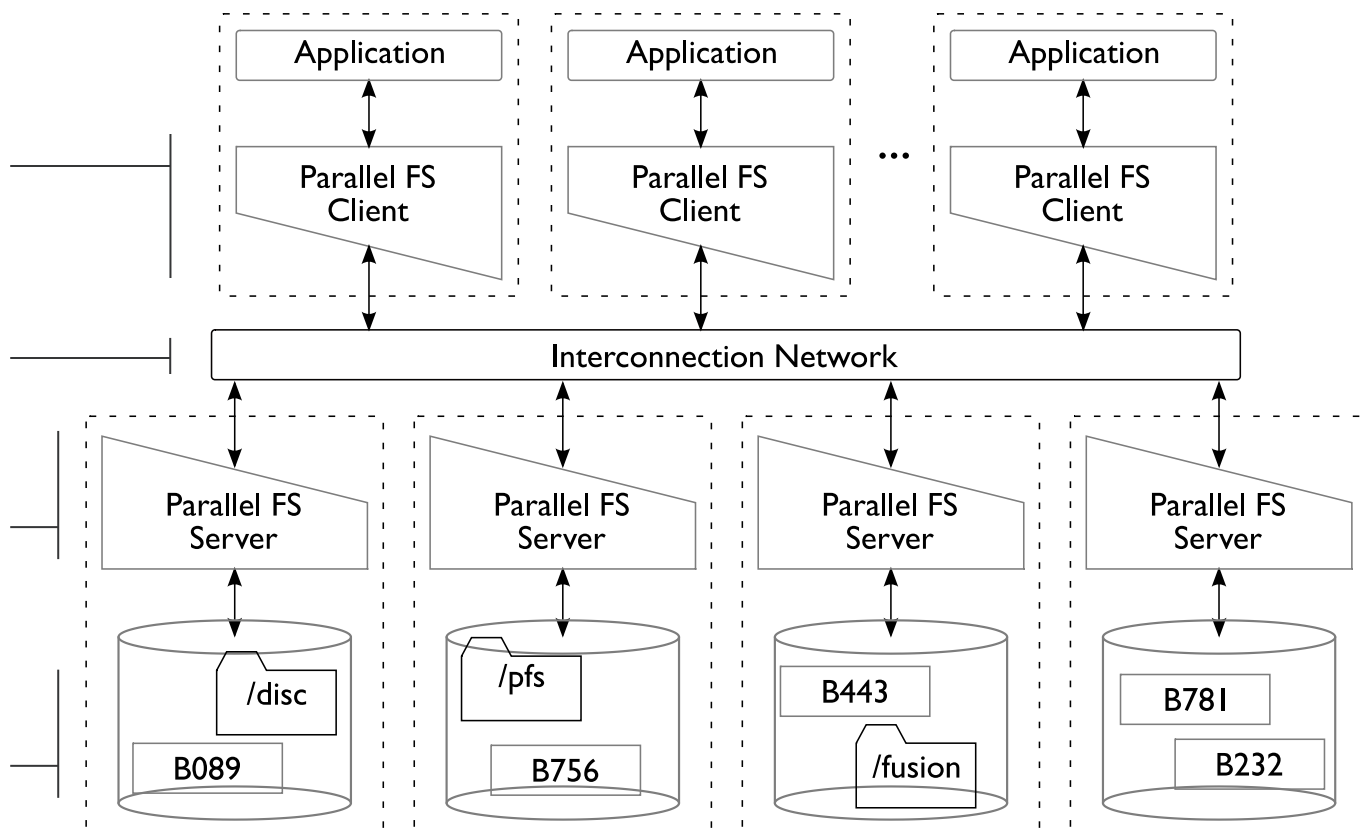 Application
Application
Application
Parallel FS
Client
Parallel FS
Client
...
Parallel FS
Client
Interconnection Network
Parallel FS
Server
Parallel FS
Server
Parallel FS
Server
Parallel FS
Server
/disc
B089
/pfs
B756
B443
/fusion
B781
B232